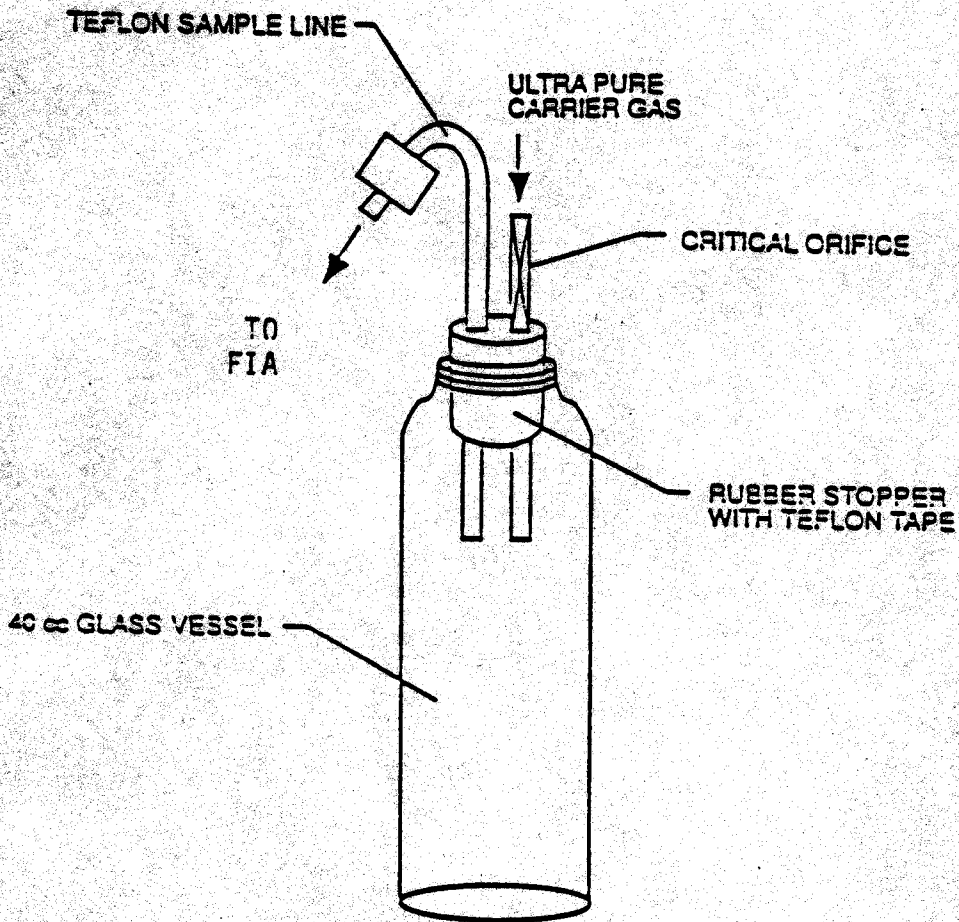 TEFLON SAMPLE LINE
ULTRA PURE
CARRIER GAS
CRITICAL ORIFICE
TO
FIA
RUBBER STOPPER
WITH TEFLON TAPE
40 cc GLASS VESSEL